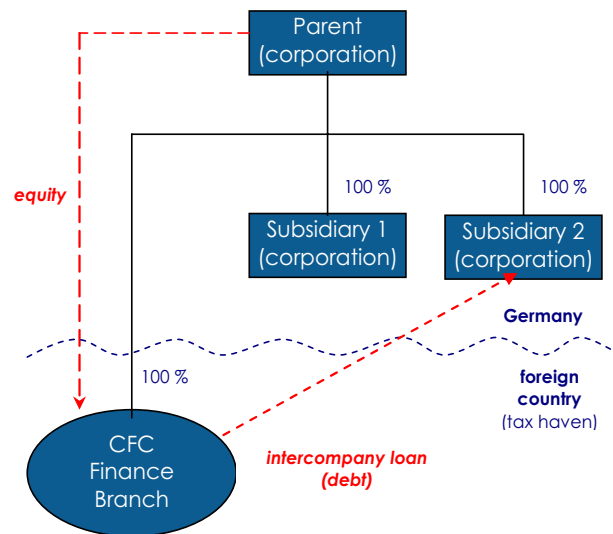 Parent
(corporation)
equity
100 %
100 %
Subsidiary 1
(corporation)
Subsidiary 2
(corporation)
Germany
100 %
foreign
country
(tax haven)
CFC
Finance
Branch
intercompany loan
(debt)